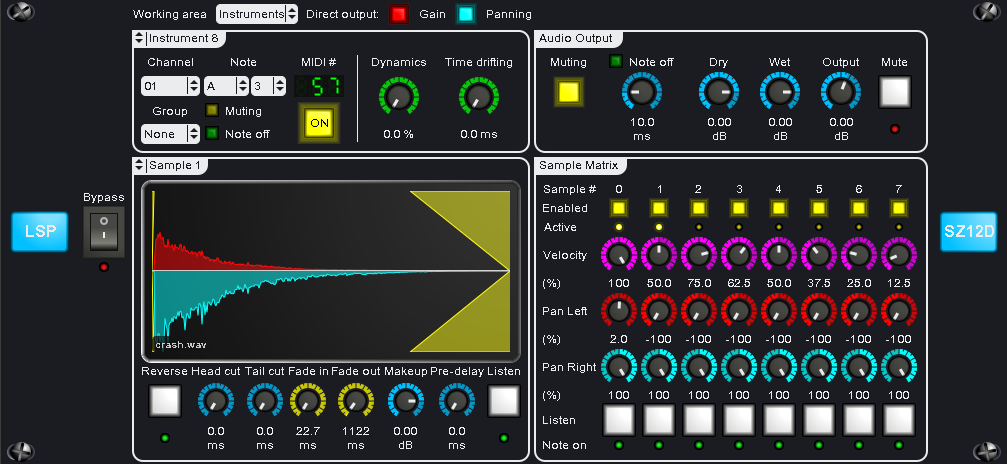 Working area Instruments Direct output: Gain Panning
Instrument 8
Channel Note MIDI # Dynamics Time drifting
01 A 3 57
Group Muting
None Note off ON
0.0 % 0.0 ms
Audio Output
Muting Note off Dry Wet Output Mute
10.0 0.00 0.00 0.00
ms dB dB dB
Bypass
LSP
Sample 1
crash.wav
Reverse Head cut Tail cut Fade in Fade out Makeup Pre-delay Listen
0.0 0.0 22.7 1122 0.00 0.0
ms ms ms ms dB ms
Sample Matrix
Sample # 0 1 2 3 4 5 6 7
Enabled
Active
Velocity
(%) 100 50.0 75.0 62.5 50.0 37.5 25.0 12.5
Pan Left
(%) 2.0 -100 -100 -100 -100 -100 -100 -100
Pan Right
(%) 100 100 100 100 100 100 100 100
Listen
Note on
SZ12D